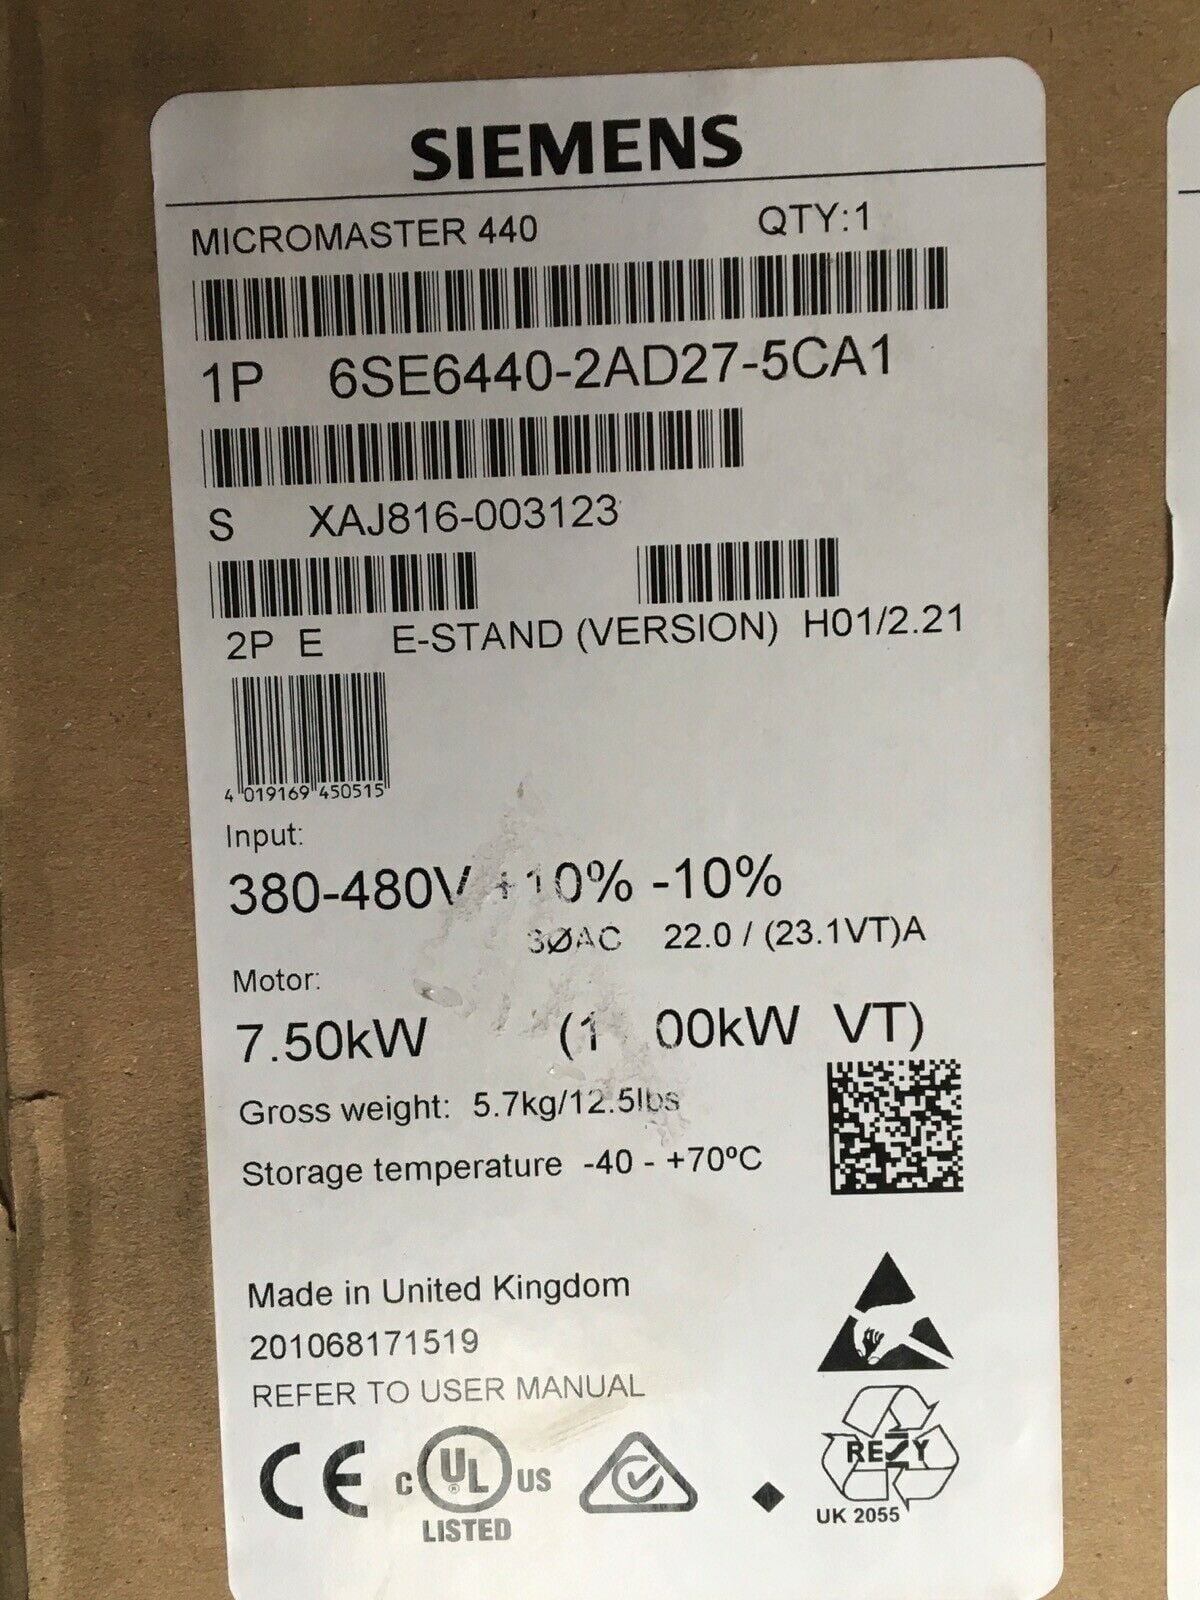 SIEMENS
MICROMASTER 440 QTY:1
1P 6SE6440-2AD27-5CA1
S XAJ816-003123
2P E E-STAND (VERSION) H01/2.21
4 019169 450515
Input:
380-480V +10% -10%
3ØAC 22.0 / (23.1VT)A
Motor:
7.50kW (1 00kW VT)
Gross weight: 5.7kg/12.5lbs
Storage temperature -40 - +70ºC
Made in United Kingdom
201068171519
REFER TO USER MANUAL
CE C UL US
®
LISTED
RESY
UK 2055